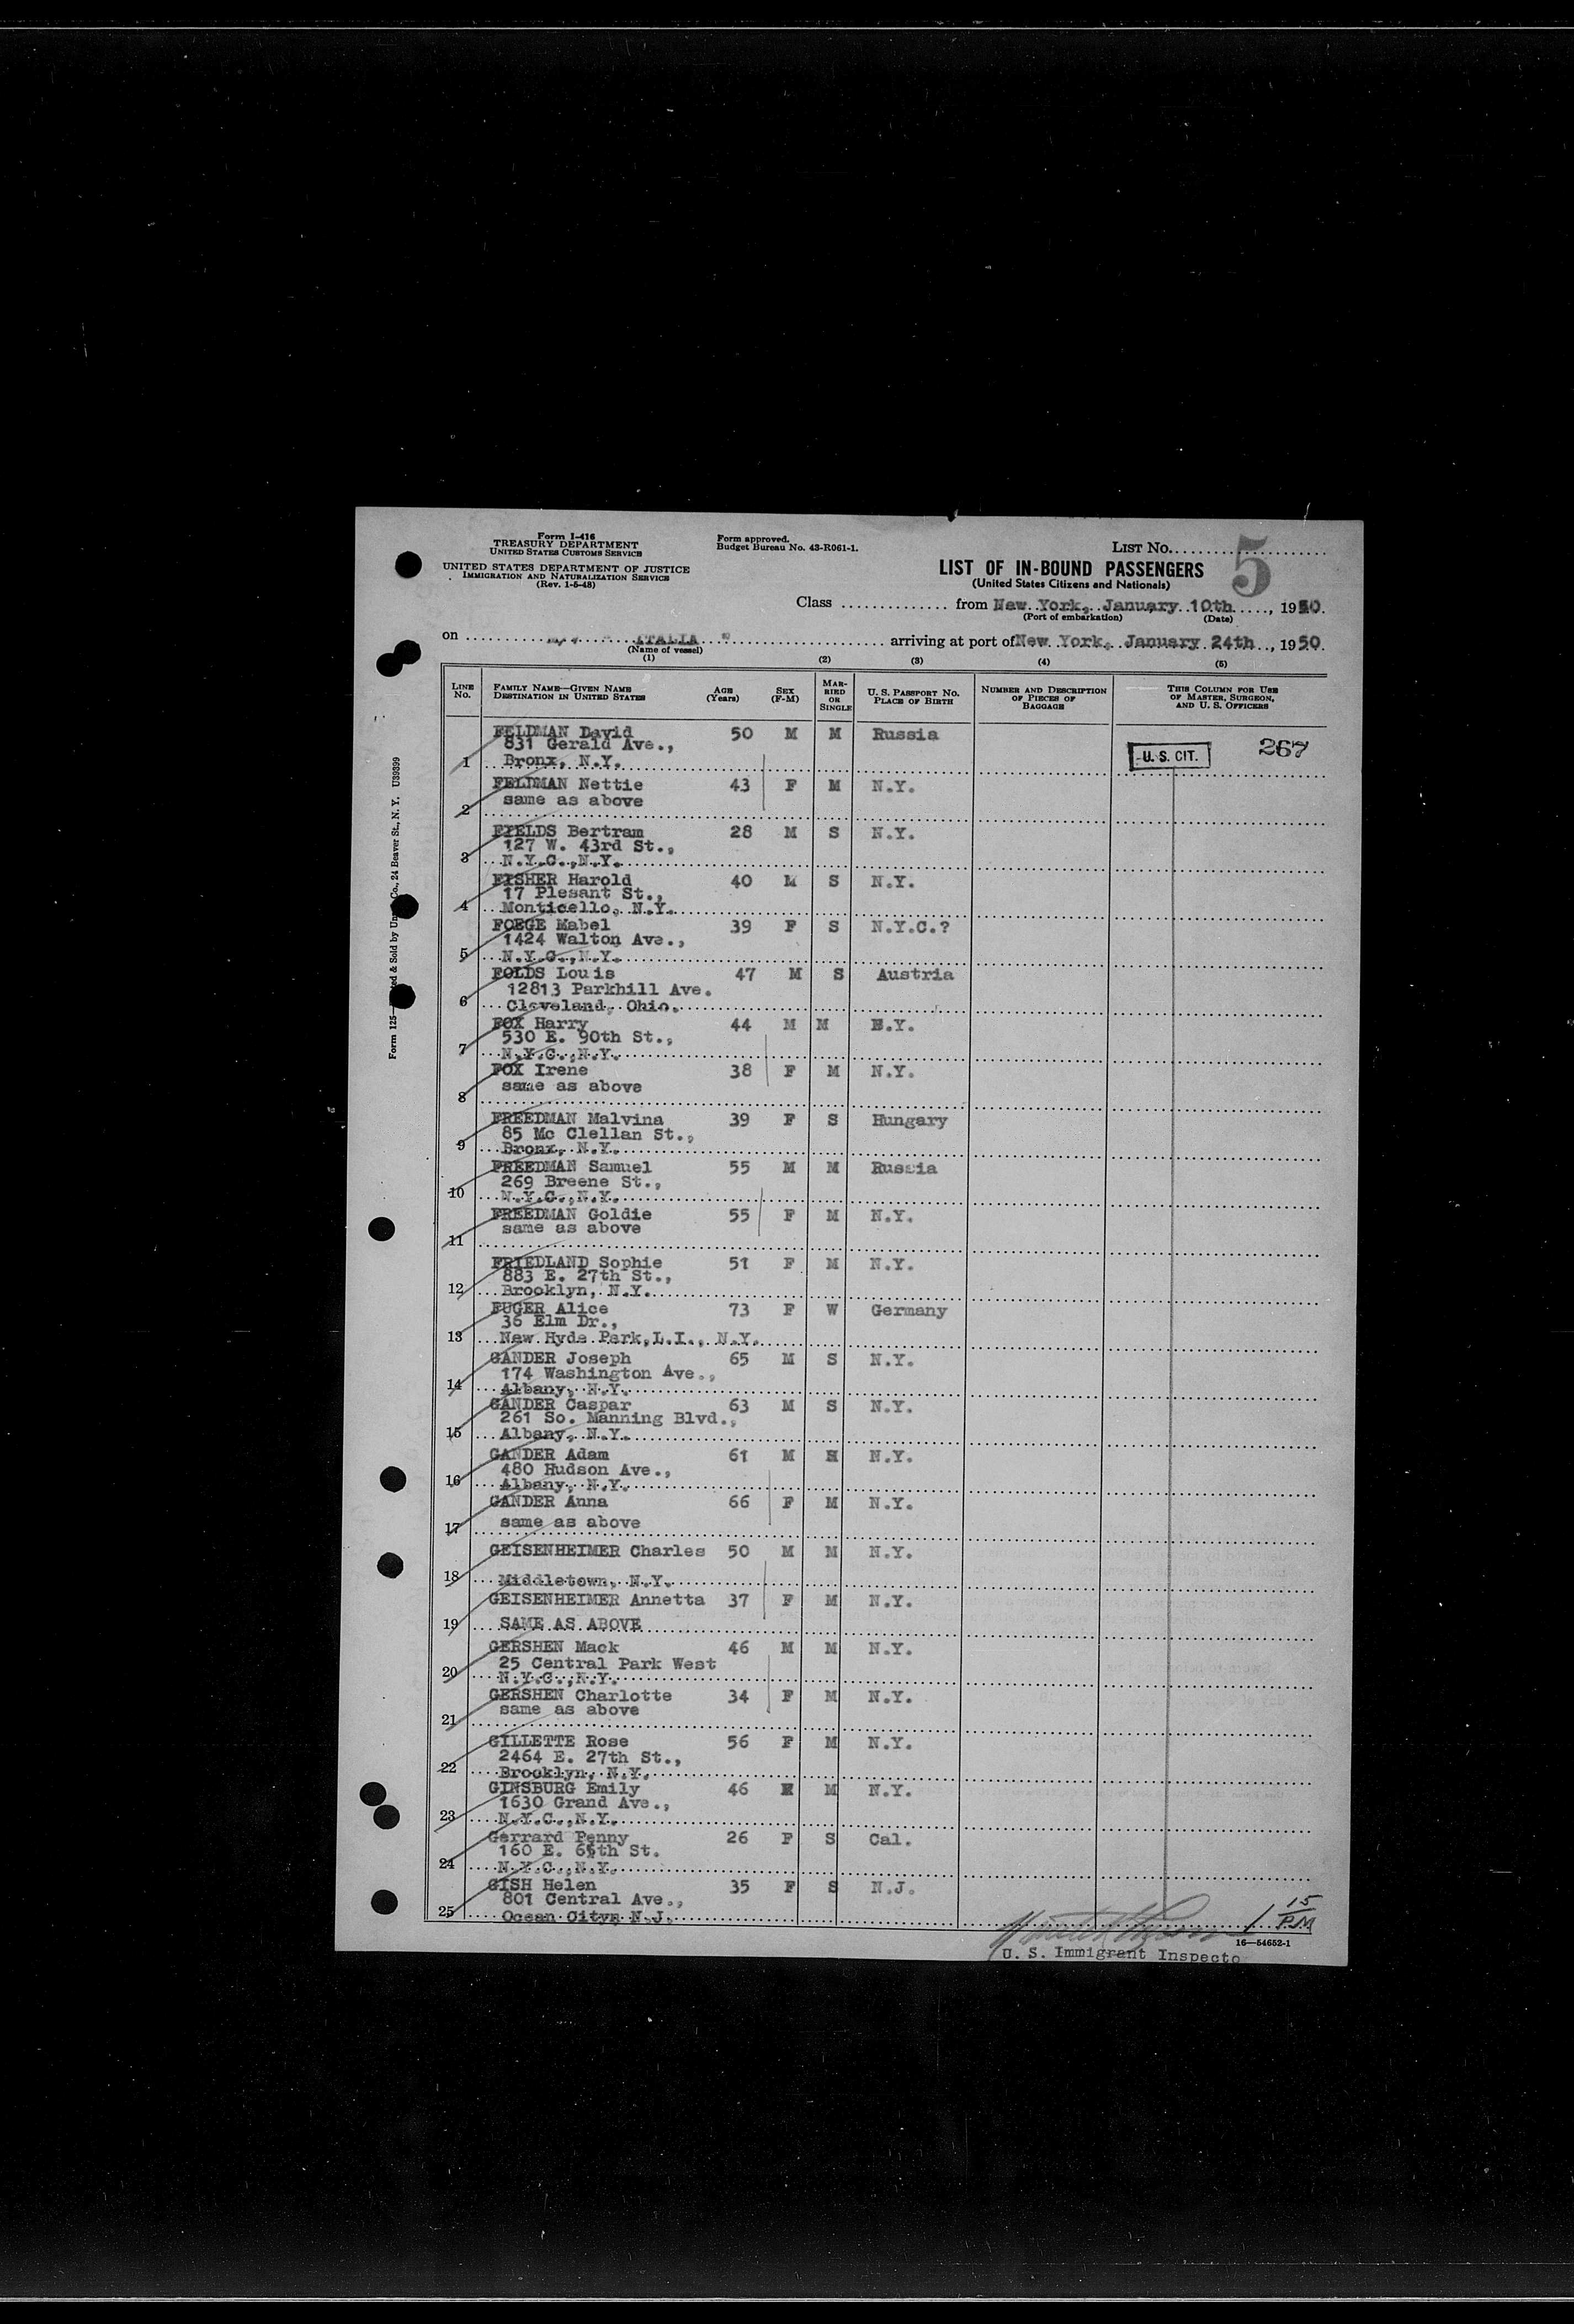 Form I-416
TREASURY DEPARTMENT
UNITED STATES CUSTOMS SERVICE
UNITED STATES DEPARTMENT OF JUSTICE
IMMIGRATION AND NATURALIZATION SERVICE
(Rev. 1-5-48)
Form approved.
Budget Bureau No. 43-R061-1.
LIST No. 5
LIST OF IN-BOUND PASSENGERS
(United States Citizens and Nationals)
Class from New York, January 10th, 1950.
(Port of embarkation) (Date)
on ITALIA " arriving at port of New York, January 24th, 1950.
(Name of vessel)
(1) (2) (3) (4) (5)
LINE NO. FAMILY NAME—GIVEN NAME DESTINATION IN UNITED STATES AGE (Years) SEX (F-M) MARRIED OR SINGLE U. S. PASSPORT NO. PLACE OF BIRTH NUMBER AND DESCRIPTION OF PIECES OF BAGGAGE THIS COLUMN FOR USE OF MASTER, SURGEON, AND U. S. OFFICERS
FELDMAN David 50 M M Russia
831 Gerald Ave.,
1 Bronx, N.Y. U. S. CIT. 267
FELDMAN Nettie 43 F M N.Y.
same as above
2
FIELDS Bertram 28 M S N.Y.
127 W. 43rd St.,
3 N.Y.C.,N.Y.
FISHER Harold 40 M S N.Y.
17 Plesant St.,
4 Monticello, N.Y.
FOEGE Mabel 39 F S N.Y.C.?
1424 Walton Ave.,
5 N.Y.C.,N.Y.
FOLDS Louis 47 M S Austria
12813 Parkhill Ave.
6 Cleveland, Ohio.
FOX Harry 44 M M N.Y.
530 E. 90th St.,
7 N.Y.C.,N.Y.
FOX Irene 38 F M N.Y.
same as above
8
FREEDMAN Malvina 39 F S Hungary
85 Mc Clellan St.,
9 Bronx, N.Y.
FREEDMAN Samuel 55 M M Russia
269 Breene St.,
10 N.Y.C.,N.Y.
FREEDMAN Goldie 55 F M N.Y.
same as above
11
FRIEDLAND Sophie 51 F M N.Y.
883 E. 27th St.,
12 Brooklyn, N.Y.
FUGER Alice 73 F W Germany
36 Elm Dr.,
13 New Hyde Park,L.I., N.Y.
GANDER Joseph 65 M S N.Y.
174 Washington Ave.,
14 Albany, N.Y.
GANDER Caspar 63 M S N.Y.
261 So. Manning Blvd.,
15 Albany, N.Y.
GANDER Adam 61 M M N.Y.
480 Hudson Ave.,
16 Albany, N.Y.
GANDER Anna 66 F M N.Y.
same as above
17
GEISENHEIMER Charles 50 M M N.Y.
18 Middletown, N.Y.
GEISENHEIMER Annetta 37 F M N.Y.
19 SAME AS ABOVE
GERSHEN Mack 46 M M N.Y.
25 Central Park West
20 N.Y.C.,N.Y.
GERSHEN Charlotte 34 F M N.Y.
same as above
21
GILLETTE Rose 56 F M N.Y.
2464 E. 27th St.,
22 Brooklyn, N.Y.
GINSBURG Emily 46 F M N.Y.
1630 Grand Ave.,
23 N.Y.C.,N.Y.
Gerrard Penny 26 F S Cal.
160 E. St.
24 N.Y.C.,N.Y.
GISH Helen 35 F S N.J.
801 Central Ave.,
25 Ocean City, N.J.
1 15 P.M
16—54652-1
U. S. Immigrant Inspecto
Form 125— & Sold by Co., 24 Beaver St., N. Y. U39399